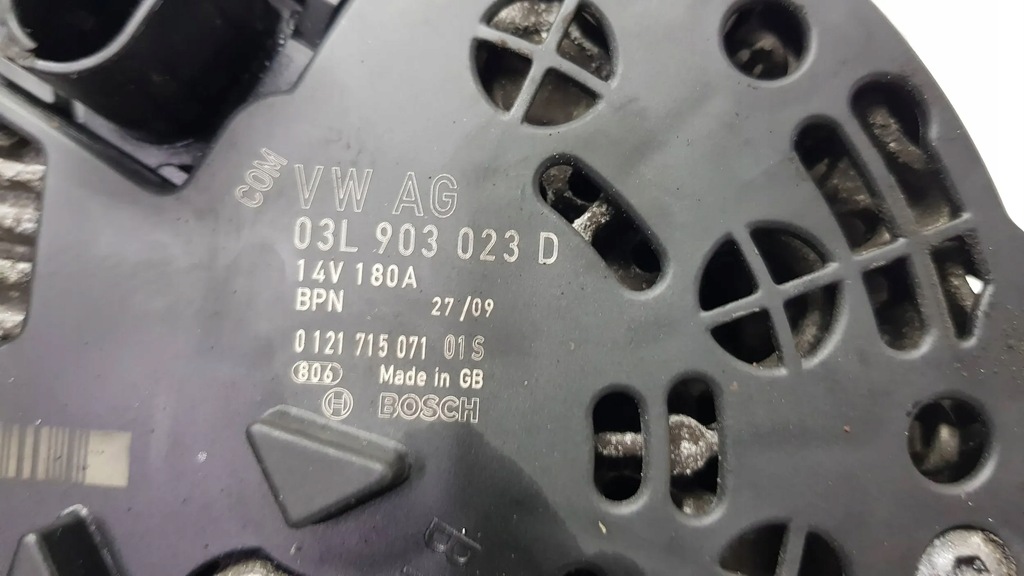 COM
VW AG
03L 903 023 D
14V 180A
BPN 27/09
0 121 715 071 01S
806 Made in GB
BOSCH
B